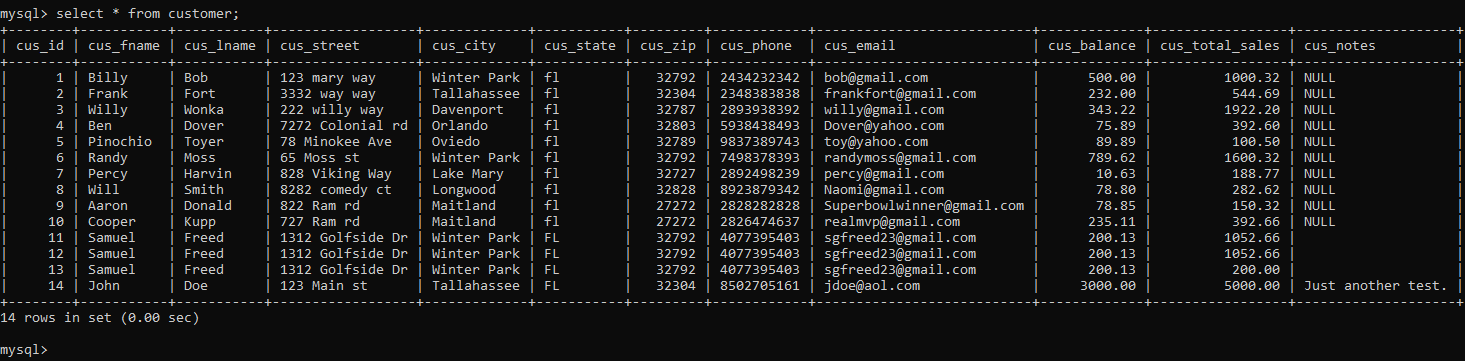 mysql> select * from customer;
+--------+-----------+-----------+------------------+-------------+-----------+---------+------------+--------------------------+-------------+-----------------+--------------------+
| cus_id | cus_fname | cus_lname | cus_street       | cus_city    | cus_state | cus_zip | cus_phone  | cus_email                | cus_balance | cus_total_sales | cus_notes          |
+--------+-----------+-----------+------------------+-------------+-----------+---------+------------+--------------------------+-------------+-----------------+--------------------+
|      1 | Billy     | Bob       | 123 mary way     | Winter Park | fl        |   32792 | 2434232342 | bob@gmail.com            |      500.00 |         1000.32 | NULL               |
|      2 | Frank     | Fort      | 3332 way way     | Tallahassee | fl        |   32304 | 2348383838 | frankfort@gmail.com      |      232.00 |          544.69 | NULL               |
|      3 | Willy     | Wonka     | 222 willy way    | Davenport   | fl        |   32787 | 2893938392 | willy@gmail.com          |      343.22 |         1922.20 | NULL               |
|      4 | Ben       | Dover     | 7272 Colonial rd | Orlando     | fl        |   32803 | 5938438493 | Dover@yahoo.com          |       75.89 |          392.60 | NULL               |
|      5 | Pinochio  | Toyer     | 78 Minokee Ave   | Oviedo      | fl        |   32789 | 9837389743 | toy@yahoo.com            |       89.89 |          100.50 | NULL               |
|      6 | Randy     | Moss      | 65 Moss st       | Winter Park | fl        |   32792 | 7498378393 | randymoss@gmail.com      |      789.62 |         1600.32 | NULL               |
|      7 | Percy     | Harvin    | 828 Viking Way   | Lake Mary   | fl        |   32727 | 2892498239 | percy@gmail.com          |       10.63 |          188.77 | NULL               |
|      8 | Will      | Smith     | 8282 comedy ct   | Longwood    | fl        |   32828 | 8923879342 | Naomi@gmail.com          |       78.80 |          282.62 | NULL               |
|      9 | Aaron     | Donald    | 822 Ram rd       | Maitland    | fl        |   27272 | 2828282828 | Superbowlwinner@gmail.com |       78.85 |          150.32 | NULL               |
|     10 | Cooper    | Kupp      | 727 Ram rd       | Maitland    | fl        |   27272 | 2826474637 | realmvp@gmail.com        |      235.11 |          392.66 | NULL               |
|     11 | Samuel    | Freed     | 1312 Golfside Dr | Winter Park | FL        |   32792 | 4077395403 | sgfreed23@gmail.com      |      200.13 |         1052.66 |                    |
|     12 | Samuel    | Freed     | 1312 Golfside Dr | Winter Park | FL        |   32792 | 4077395403 | sgfreed23@gmail.com      |      200.13 |         1052.66 |                    |
|     13 | Samuel    | Freed     | 1312 Golfside Dr | Winter Park | FL        |   32792 | 4077395403 | sgfreed23@gmail.com      |      200.13 |          200.00 |                    |
|     14 | John      | Doe       | 123 Main st      | Tallahassee | FL        |   32304 | 8502705161 | jdoe@aol.com             |     3000.00 |         5000.00 | Just another test. |
+--------+-----------+-----------+------------------+-------------+-----------+---------+------------+--------------------------+-------------+-----------------+--------------------+
14 rows in set (0.00 sec)
mysql>